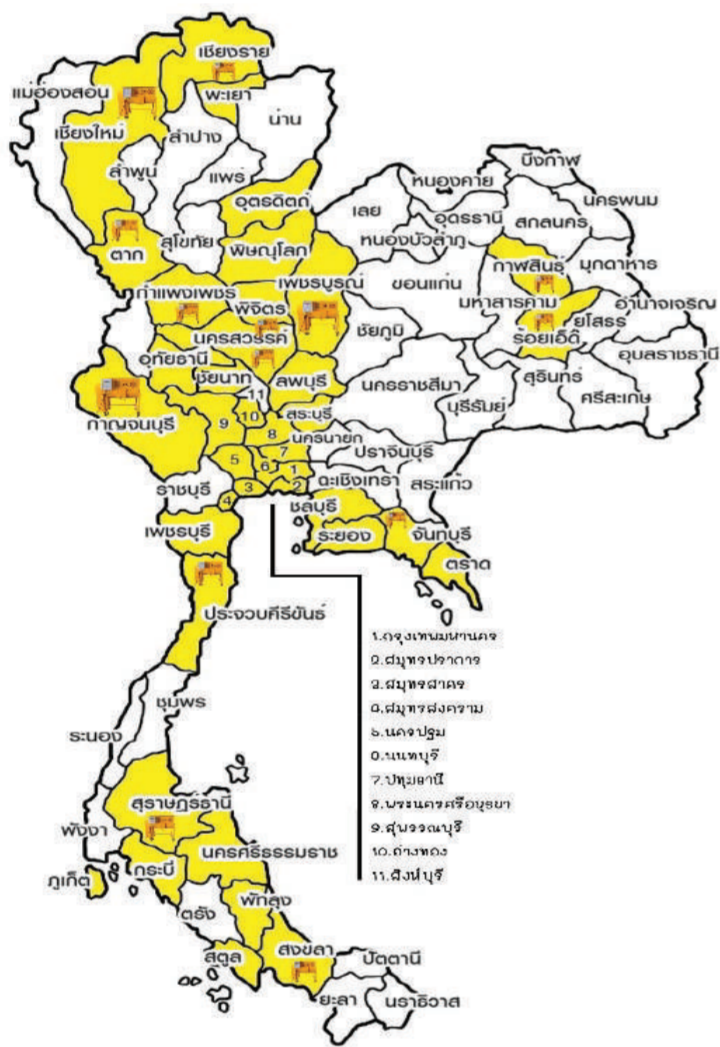 เชียงราย
แม่ฮ่องสอน
พะเยา
น่าน
เชียงใหม่
ลำปาง
ลำพูน
แพร่
อุตรดิตถ์
ตาก
สุโขทัย
พิษณุโลก
กำแพงเพชร
พิจิตร
เพชรบูรณ์
บึงกาฬ
หนองคาย
นครพนม
เลย
อุดรธานี
สกลนคร
หนองบัวลำภู
กาฬสินธุ์
มุกดาหาร
ขอนแก่น
มหาสารคาม
อำนาจเจริญ
ยโสธร
ชัยภูมิ
ร้อยเอ็ด
อุบลราชธานี
นครสวรรค์
อุทัยธานี
ชัยนาท
ลพบุรี
นครราชสีมา
บุรีรัมย์
สุรินทร์
ศรีสะเกษ
กาญจนบุรี
11
10
9
8
สระบุรี
นครนายก
7
ปราจีนบุรี
5
6
1
ฉะเชิงเทรา
สระแก้ว
ราชบุรี
4
3
2
ชลบุรี
เพชรบุรี
ระยอง
จันทบุรี
ตราด
ประจวบคีรีขันธ์
1.กรุงเทพมหานคร
2.สมุทรปราการ
3.สมุทรสาคร
4.สมุทรสงคราม
5.นครปฐม
6.นนทบุรี
7.ปทุมธานี
8.พระนครศรีอยุธยา
9.สุพรรณบุรี
10.อ่างทอง
11.สิงห์บุรี
ชุมพร
ระนอง
สุราษฎร์ธานี
พังงา
นครศรีธรรมราช
ภูเก็ต
กระบี่
ตรัง
พัทลุง
สตูล
สงขลา
ปัตตานี
ยะลา
นราธิวาส